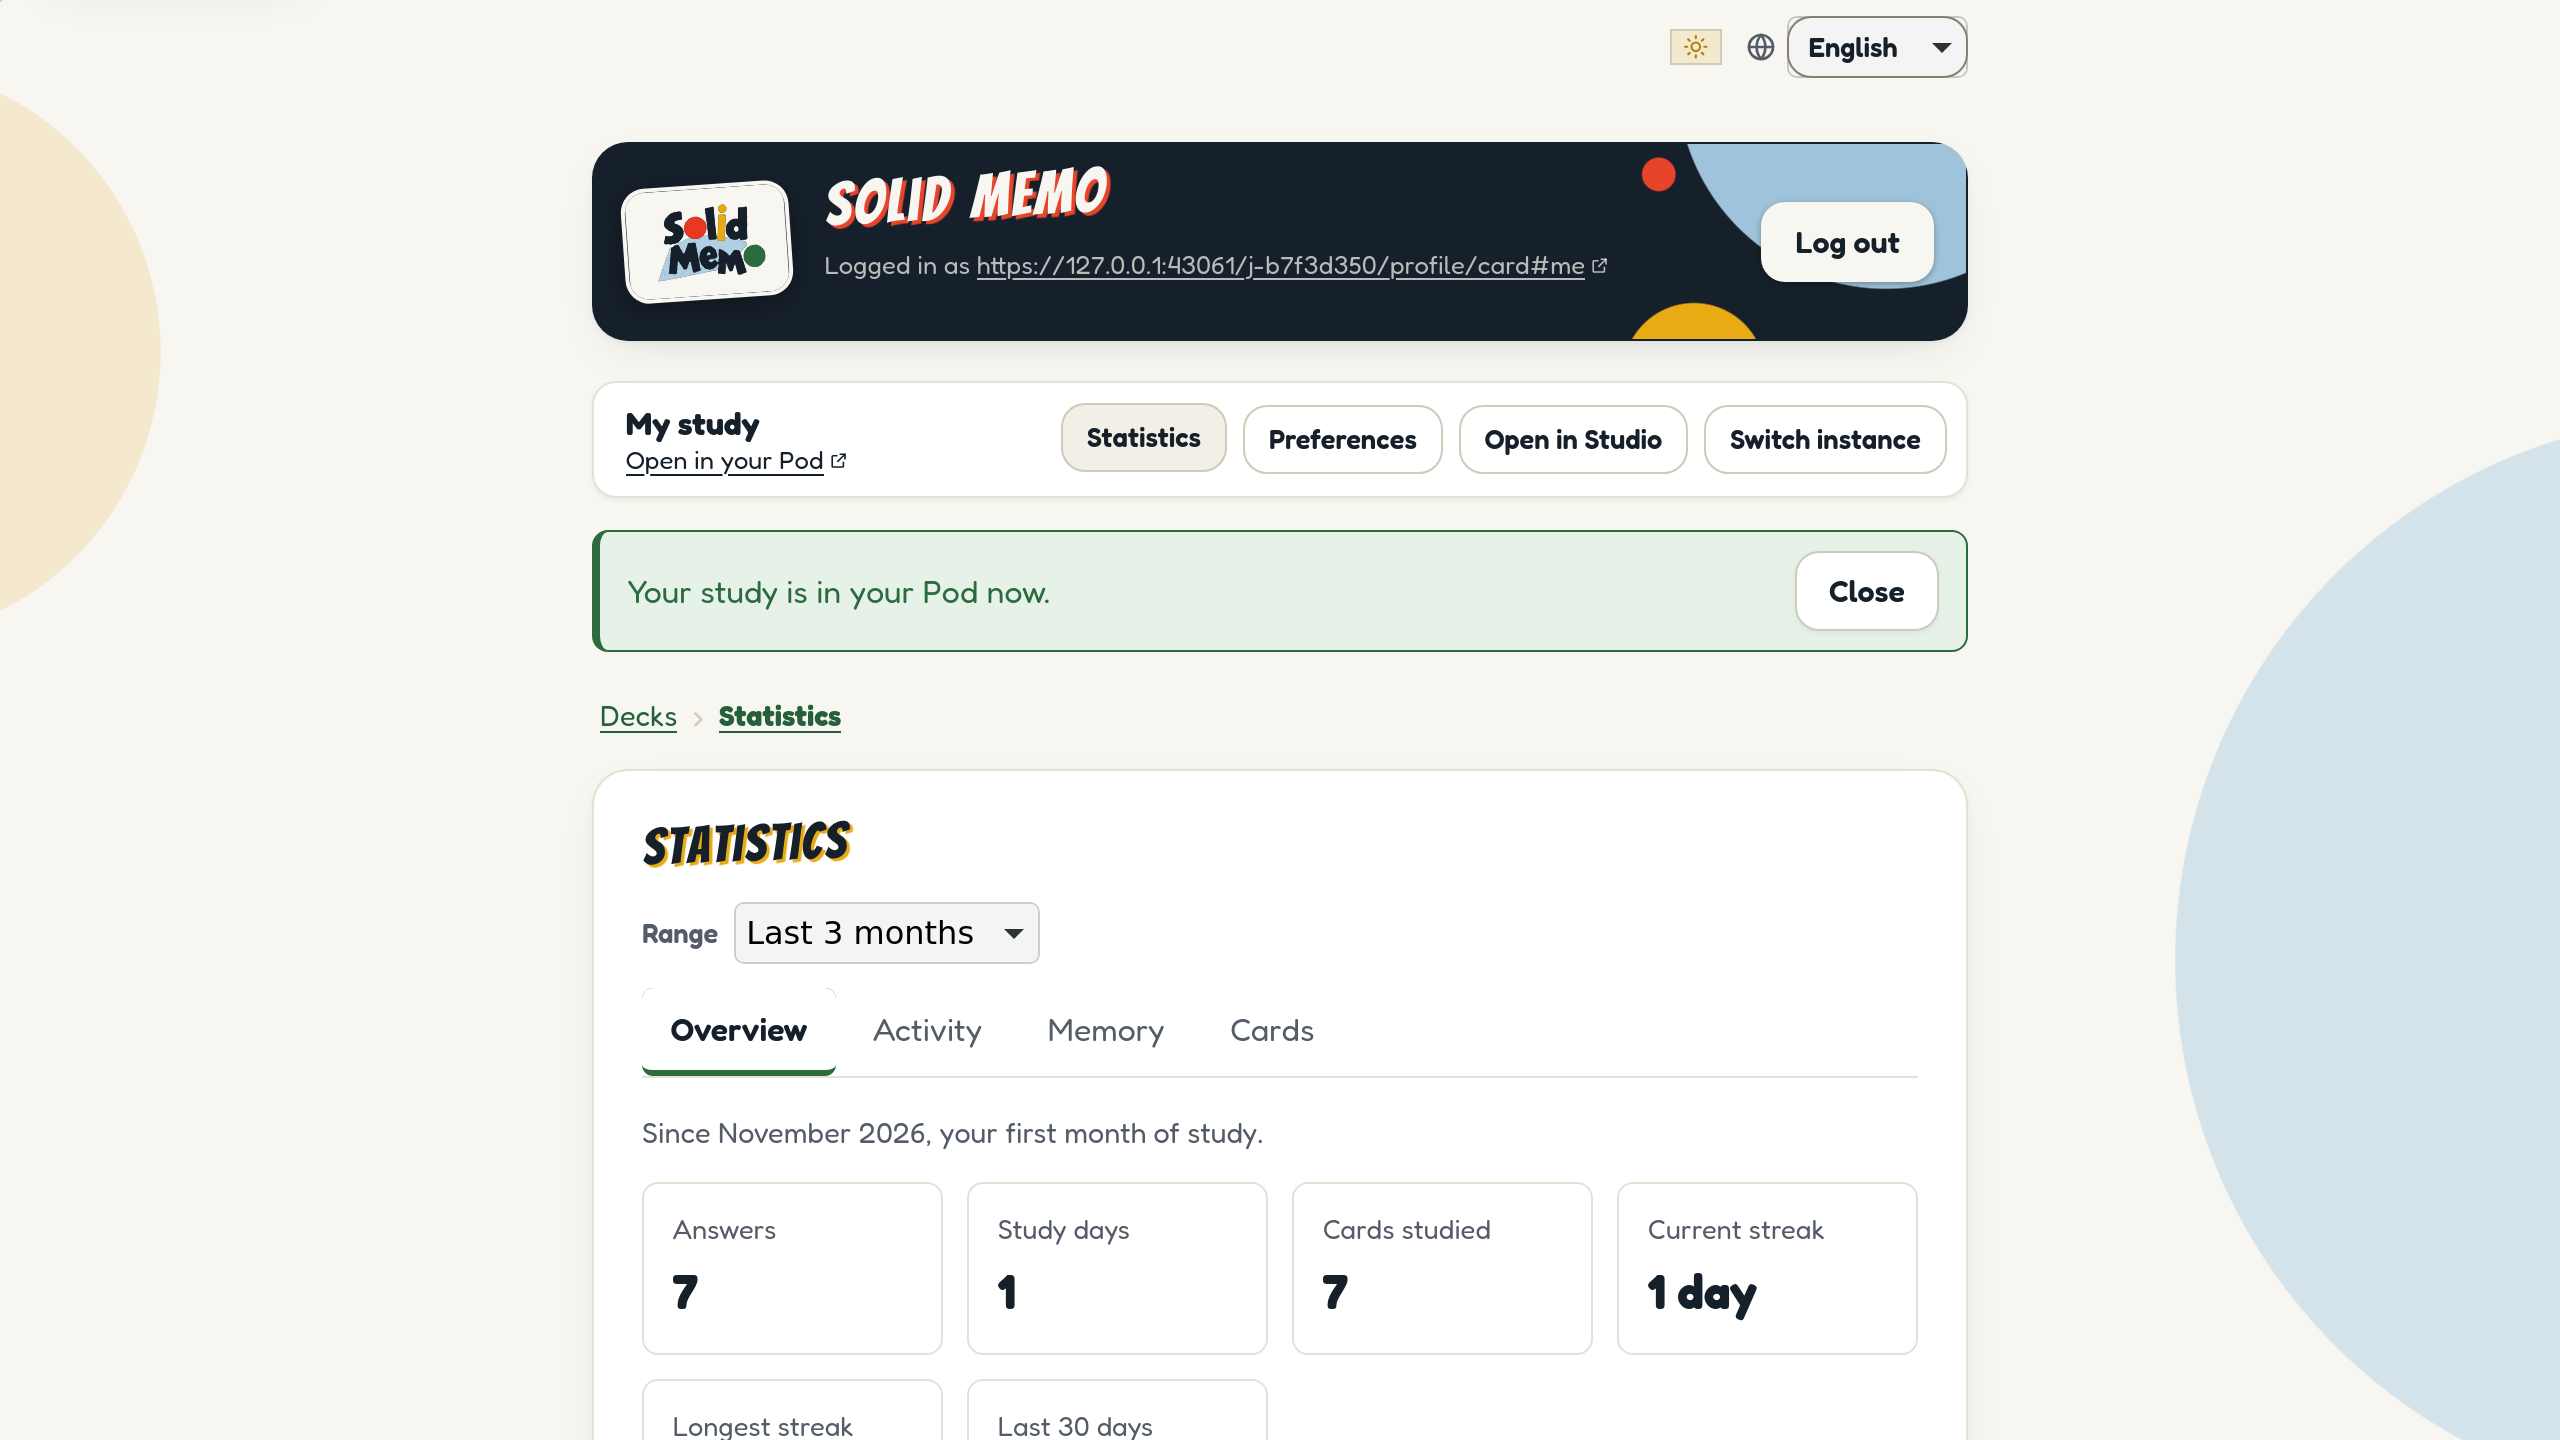 English
Solid Memo
SOLID MEMO
Logged in as https://127.0.0.1:43061/j-b7f3d350/profile/card#me
Log out
My study
Open in your Pod
Statistics
Preferences
Open in Studio
Switch instance
Your study is in your Pod now.
Close
Decks
Statistics
STATISTICS
Range
Last 3 months
Overview
Activity
Memory
Cards
Since November 2026, your first month of study.
Answers
7
Study days
1
Cards studied
7
Current streak
1 day
Longest streak
Last 30 days